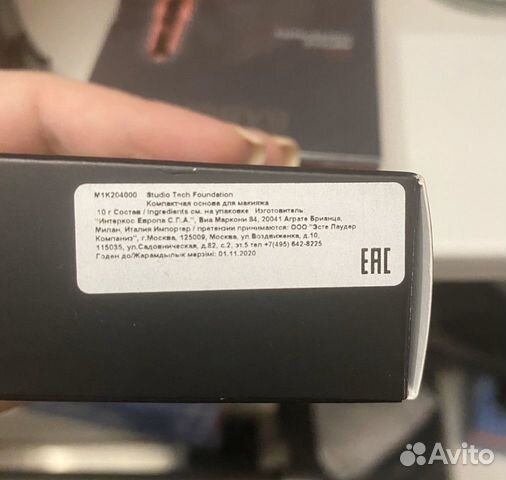 M1K204000 Studio Tech Foundation
Компактная основа для макияжа
10 г Состав / Ingredients см. на упаковке Изготовитель:
"Интеркос Европа С.П.А.", Виа Маркони 84, 20041 Аграте Брианца,
Милан, Италия Импортер / претензии принимаются: ООО "Эсте Лаудер
Компаниз", г.Москва, 125009, Москва, ул.Воздвиженка, д.10,
115035, ул.Садовническая, д.82, с.2, эт.5 тел +7(495) 642-8225
Годен до/Жарамдылык мерзімі: 01.11.2020
EAC
Avito